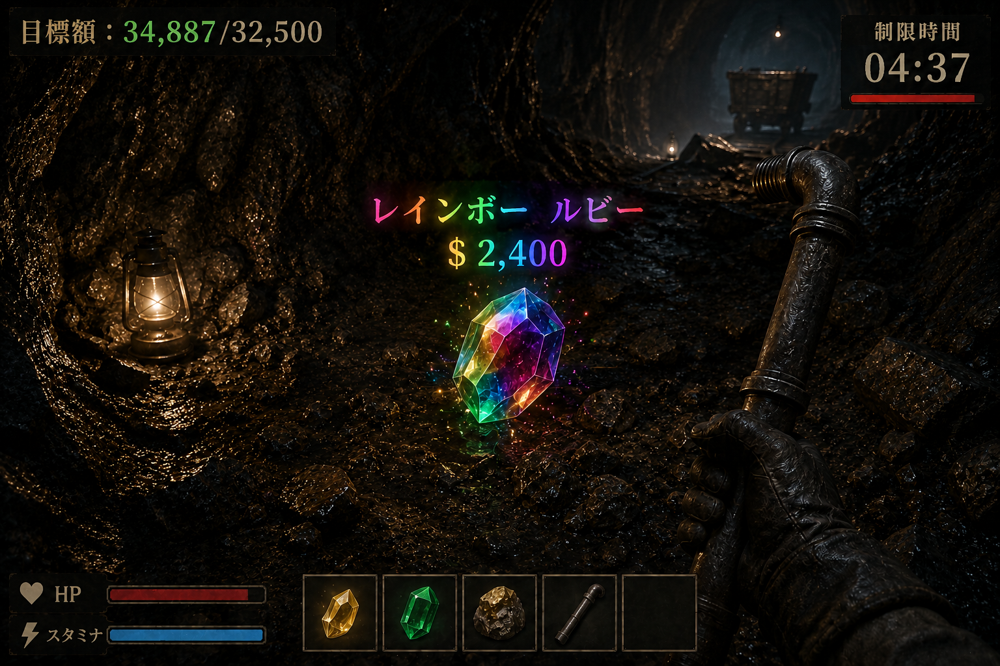 目標額：34,887/32,500
制限時間
04:37
レインボー ルビー
$ 2,400
HP
スタミナ